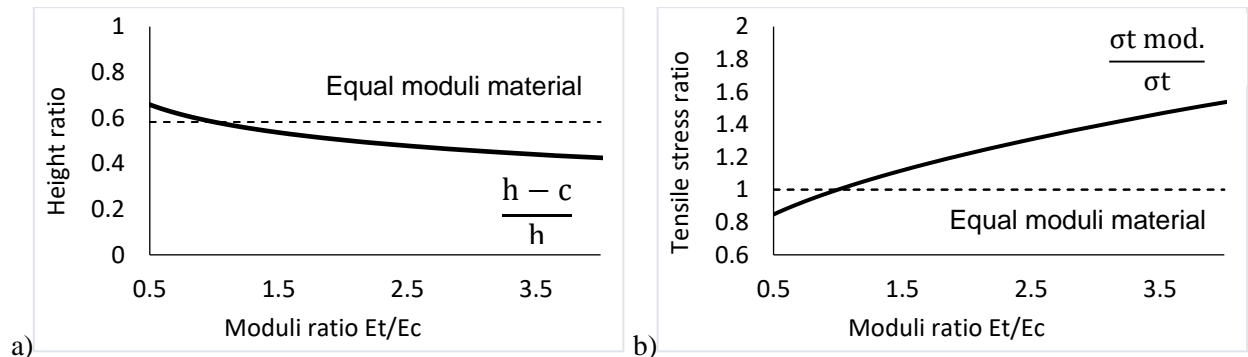 a)
Height ratio
1
0.8
0.6
0.4
0.2
0
Equal moduli material
h − c
h
0.5 1.5 2.5 3.5
Moduli ratio Et/Ec
b)
Tensile stress ratio
2
1.8
1.6
1.4
1.2
1
0.8
0.6
σt mod.
σt
Equal moduli material
0.5 1.5 2.5 3.5
Moduli ratio Et/Ec